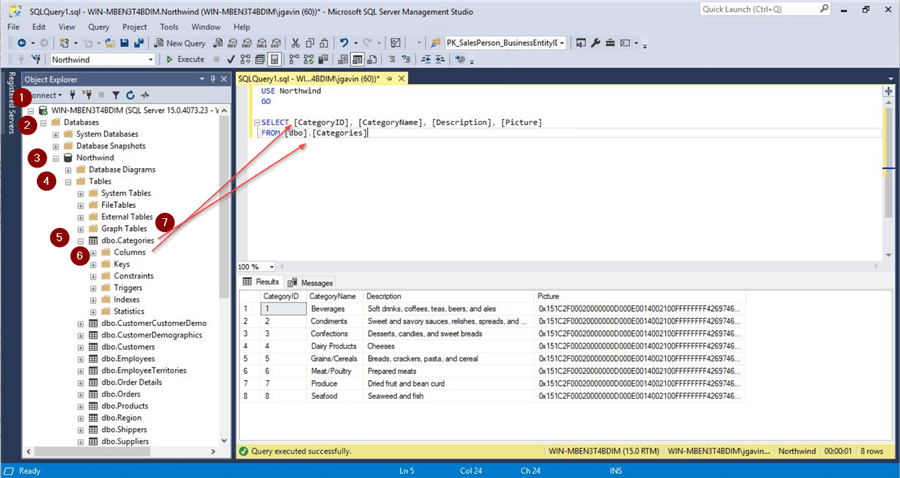 SQLQuery1.sql - WIN-MBEN3T4BDIM.Northwind (WIN-MBEN3T4BDIM\jgavin (60))* - Microsoft SQL Server Management Studio
Quick Launch (Ctrl+Q)
File Edit View Query Project Tools Window Help
New Query
PK_SalesPerson_BusinessEntityI
Northwind
Execute
Registered Servers
Object Explorer
SQLQuery1.sql - WI...4BDIM\jgavin (60))*
1
WIN-MBEN3T4BDIM (SQL Server 15.0.4073.23 - WI
2
Databases
System Databases
Database Snapshots
3
Northwind
Database Diagrams
4
Tables
System Tables
FileTables
External Tables
Graph Tables
7
5
dbo.Categories
6
Columns
Keys
Constraints
Triggers
Indexes
Statistics
dbo.CustomerCustomerDemo
dbo.CustomerDemographics
dbo.Customers
dbo.Employees
dbo.EmployeeTerritories
dbo.Order Details
dbo.Orders
dbo.Products
dbo.Region
dbo.Shippers
dbo.Suppliers
USE Northwind
GO
SELECT [CategoryID], [CategoryName], [Description], [Picture]
FROM [dbo].[Categories]
100 %
Results Messages
CategoryID CategoryName Description Picture
1 1 Beverages Soft drinks, coffees, teas, beers, and ales 0x151C2F00020000000D000E0014002100FFFFFFFF4269746...
2 2 Condiments Sweet and savory sauces, relishes, spreads, and ... 0x151C2F00020000000D000E0014002100FFFFFFFF4269746...
3 3 Confections Desserts, candies, and sweet breads 0x151C2F00020000000D000E0014002100FFFFFFFF4269746...
4 4 Dairy Products Cheeses 0x151C2F00020000000D000E0014002100FFFFFFFF4269746...
5 5 Grains/Cereals Breads, crackers, pasta, and cereal 0x151C2F00020000000D000E0014002100FFFFFFFF4269746...
6 6 Meat/Poultry Prepared meats 0x151C2F00020000000D000E0014002100FFFFFFFF4269746...
7 7 Produce Dried fruit and bean curd 0x151C2F00020000000D000E0014002100FFFFFFFF4269746...
8 8 Seafood Seaweed and fish 0x151C2F00020000000D000E0014002100FFFFFFFF4269746...
Query executed successfully. WIN-MBEN3T4BDIM (15.0 RTM) WIN-MBEN3T4BDIM\jgavin... Northwind 00:00:01 8 rows
Ready Ln 5 Col 24 Ch 24 INS